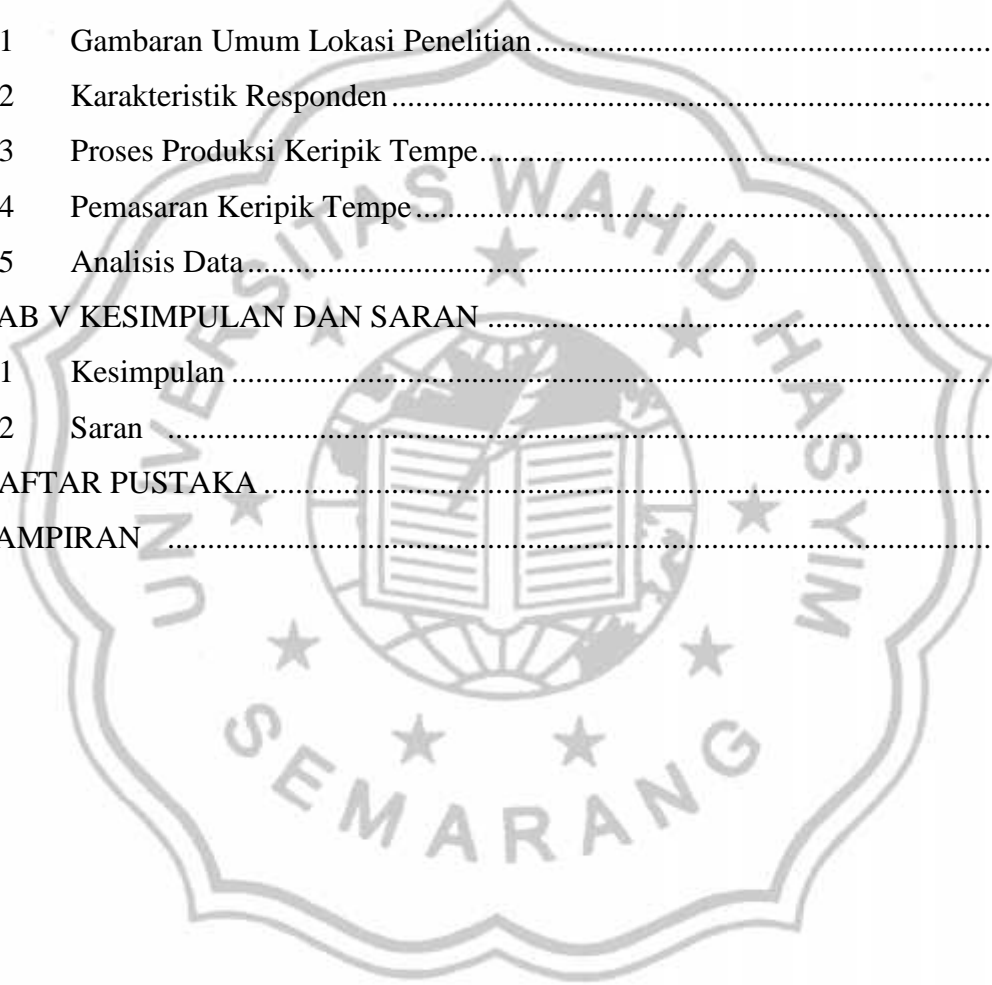 1 Gambaran Umum Lokasi Penelitian ........................................................
2 Karakteristik Responden ........................................................
3 Proses Produksi Keripik Tempe ........................................................
4 Pemasaran Keripik Tempe ........................................................
5 Analisis Data ........................................................
AB V KESIMPULAN DAN SARAN ........................................................
1 Kesimpulan ........................................................
2 Saran ........................................................
AFTAR PUSTAKA ........................................................
AMPIRAN ........................................................
UNIVERSITAS WAHID HASYIM
SEMARANG